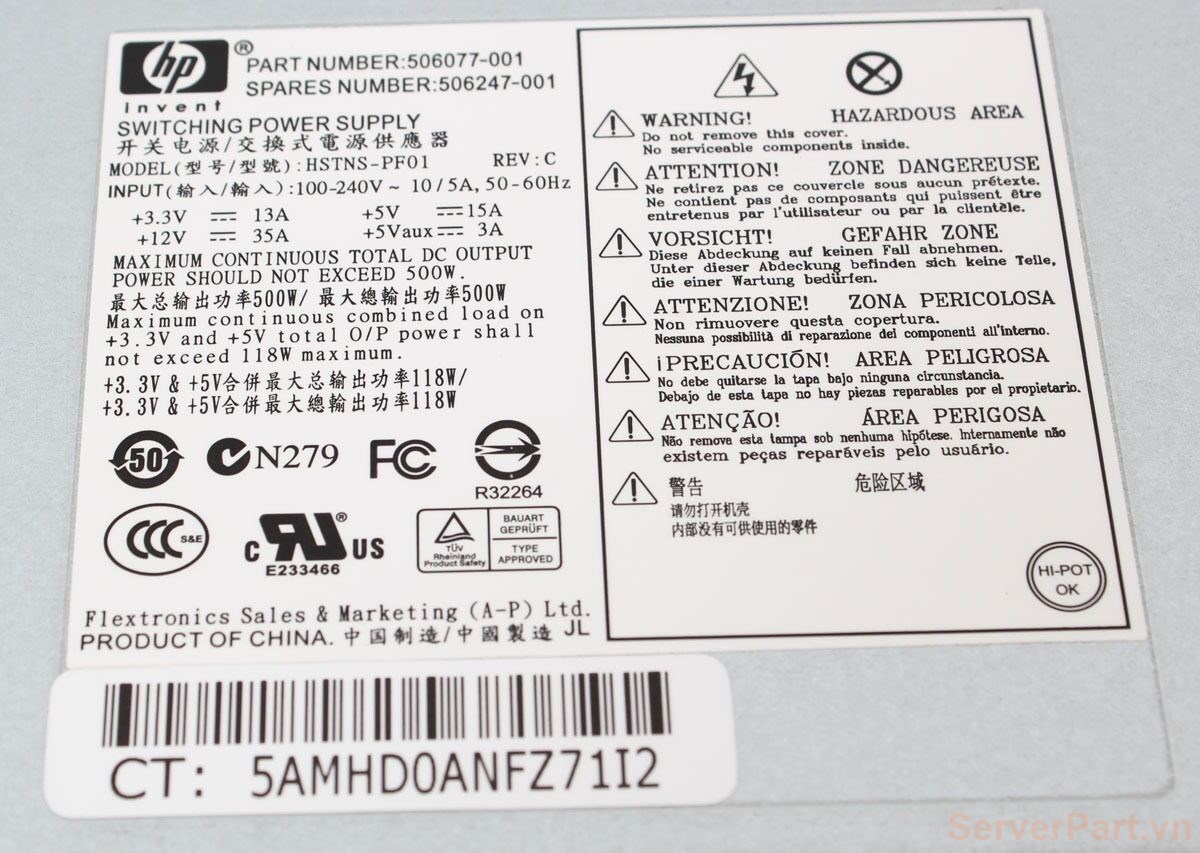 hp ®
invent
PART NUMBER:506077-001
SPARES NUMBER:506247-001
SWITCHING POWER SUPPLY
开关电源/交換式電源供應器
MODEL(型号/型號):HSTNS-PF01 REV:C
INPUT(输入/輸入):100-240V~ 10/5A, 50-60Hz
+3.3V 13A +5V 15A
+12V 35A +5Vaux 3A
MAXIMUM CONTINUOUS TOTAL DC OUTPUT
POWER SHOULD NOT EXCEED 500W.
最大总输出功率500W/ 最大總輸出功率500W
Maximum continuous combined load on
+3.3V and +5V total O/P power shall
not exceed 118W maximum.
+3.3V & +5V合併最大总输出功率118W/
+3.3V & +5V合併最大總輸出功率118W
50 N279 FC
R32264
CCC S&E
c RU ® US
E233466
TÜV
Rheinland
Product Safety
BAUART
GEPRÜFT
TYPE
APPROVED
Flextronics Sales & Marketing (A-P) Ltd.
PRODUCT OF CHINA. 中国制造/中國製造 JL
WARNING! HAZARDOUS AREA
Do not remove this cover.
No serviceable components inside.
ATTENTION! ZONE DANGEREUSE
Ne retirez pas ce couvercle sous aucun prétexte.
Ne contient pas de composants qui puissent être
entretenus par l'utilisateur ou par la clientèle.
VORSICHT! GEFAHR ZONE
Diese Abdeckung auf keinen Fall abnehmen.
Unter dieser Abdeckung befinden sich keine Teile,
die einer Wartung bedürfen.
ATTENZIONE! ZONA PERICOLOSA
Non rimuovere questa copertura.
Nessuna possibilità di reparazione del componenti all'interno.
¡PRECAUCIÓN! AREA PELIGROSA
No debe quitarse la tapa bajo ninguna circunstancia.
Debajo de esta tapa no hay piezas reparables por el propietario.
ATENÇÃO! ÁREA PERIGOSA
Não remova esta tampa sob nenhuma hipótese. Internamente não
existem peças reparáveis pelo usuário.
警告 危险区域
请勿打开机壳
内部没有可供使用的零件
HI-POT
OK
CT: 5AMHD0ANFZ71I2
ServerPart.vn